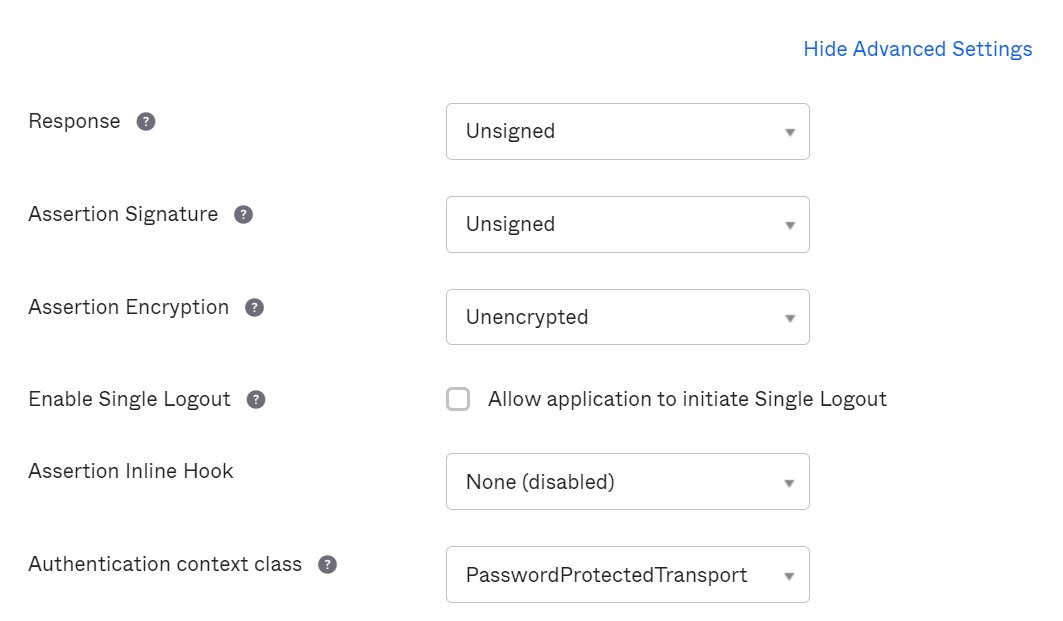 Hide Advanced Settings
Response ?
Unsigned
Assertion Signature ?
Unsigned
Assertion Encryption ?
Unencrypted
Enable Single Logout ?
Allow application to initiate Single Logout
Assertion Inline Hook
None (disabled)
Authentication context class ?
PasswordProtectedTransport